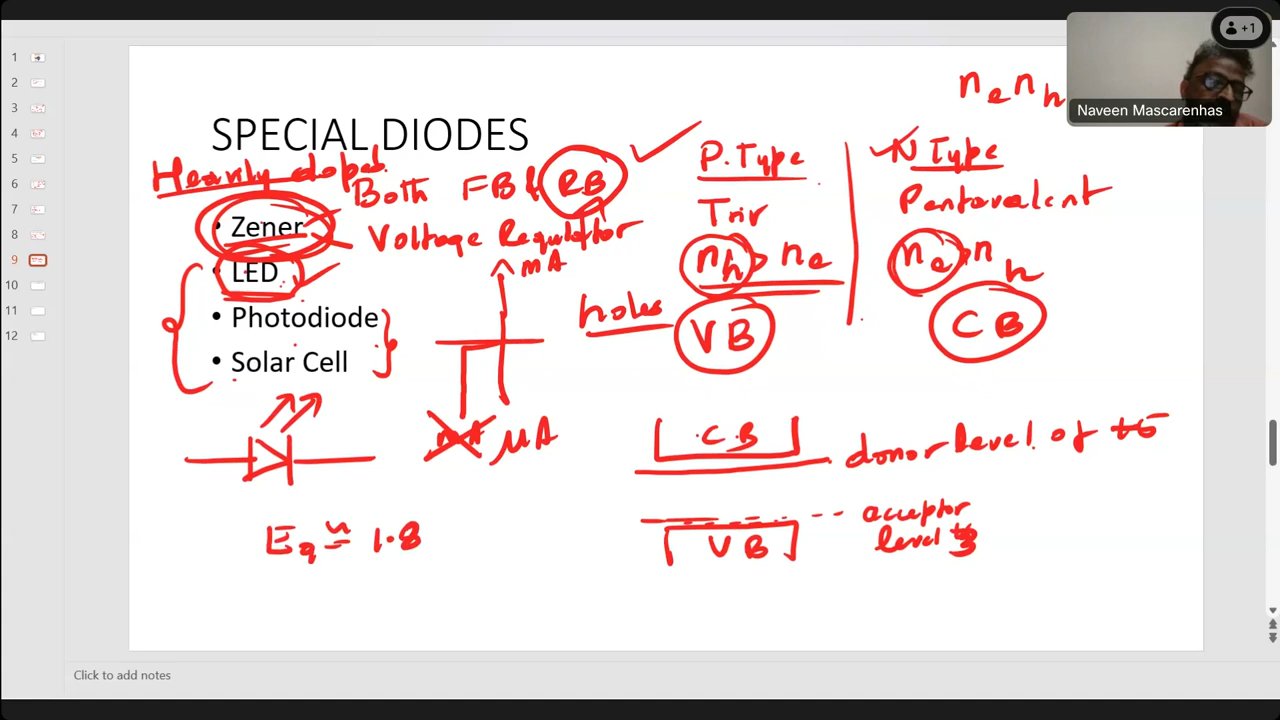 +1
Naveen Mascarenhas
1
2
3
4
5
6
7
8
9
10
11
12
SPECIAL DIODES
Heavily doped
Both FB & RB
• Zener
Voltage Regulator
• LED
• Photodiode
• Solar Cell
mA
μA
Eg ≈ 1.8
ne nh
P. Type
Triv
nh > ne
holes
VB
N Type
Pentavalent
ne > nh
CB
C.B
donor level of +5
acceptor
level +3
VB
Click to add notes